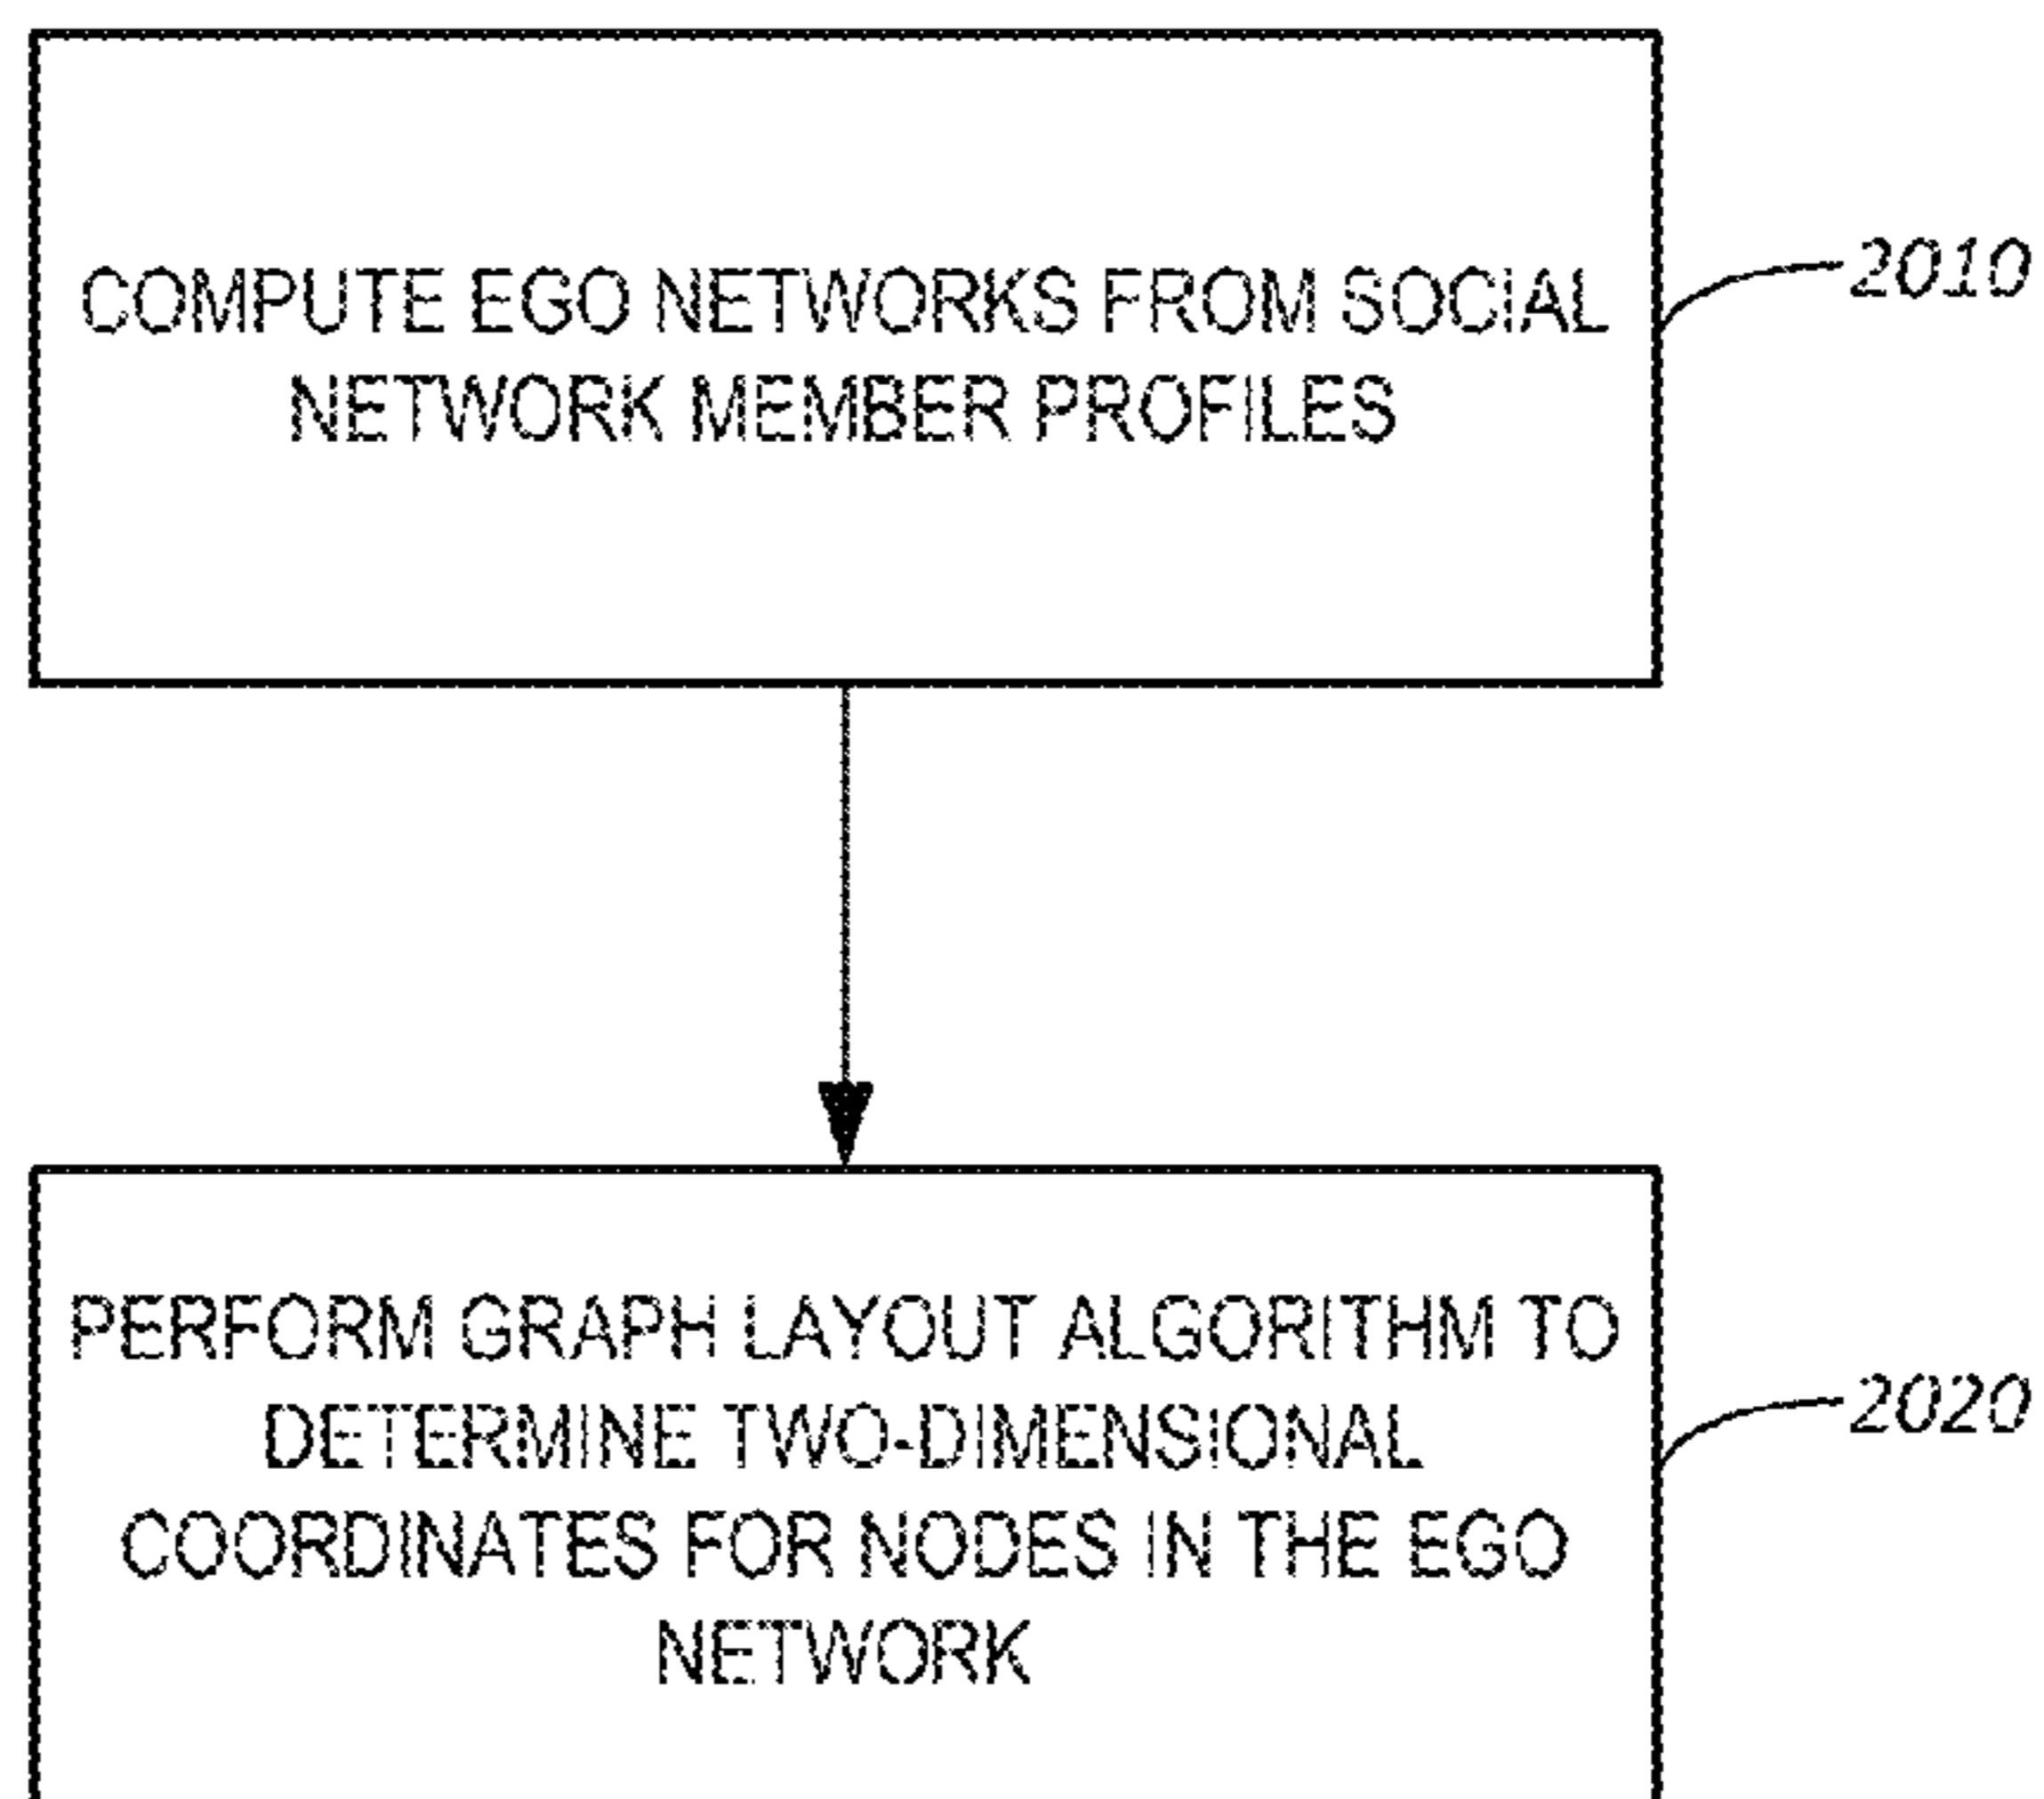 COMPUTE EGO NETWORKS FROM SOCIAL
NETWORK MEMBER PROFILES
2010
PERFORM GRAPH LAYOUT ALGORITHM TO
DETERMINE TWO-DIMENSIONAL
COORDINATES FOR NODES IN THE EGO
NETWORK
2020